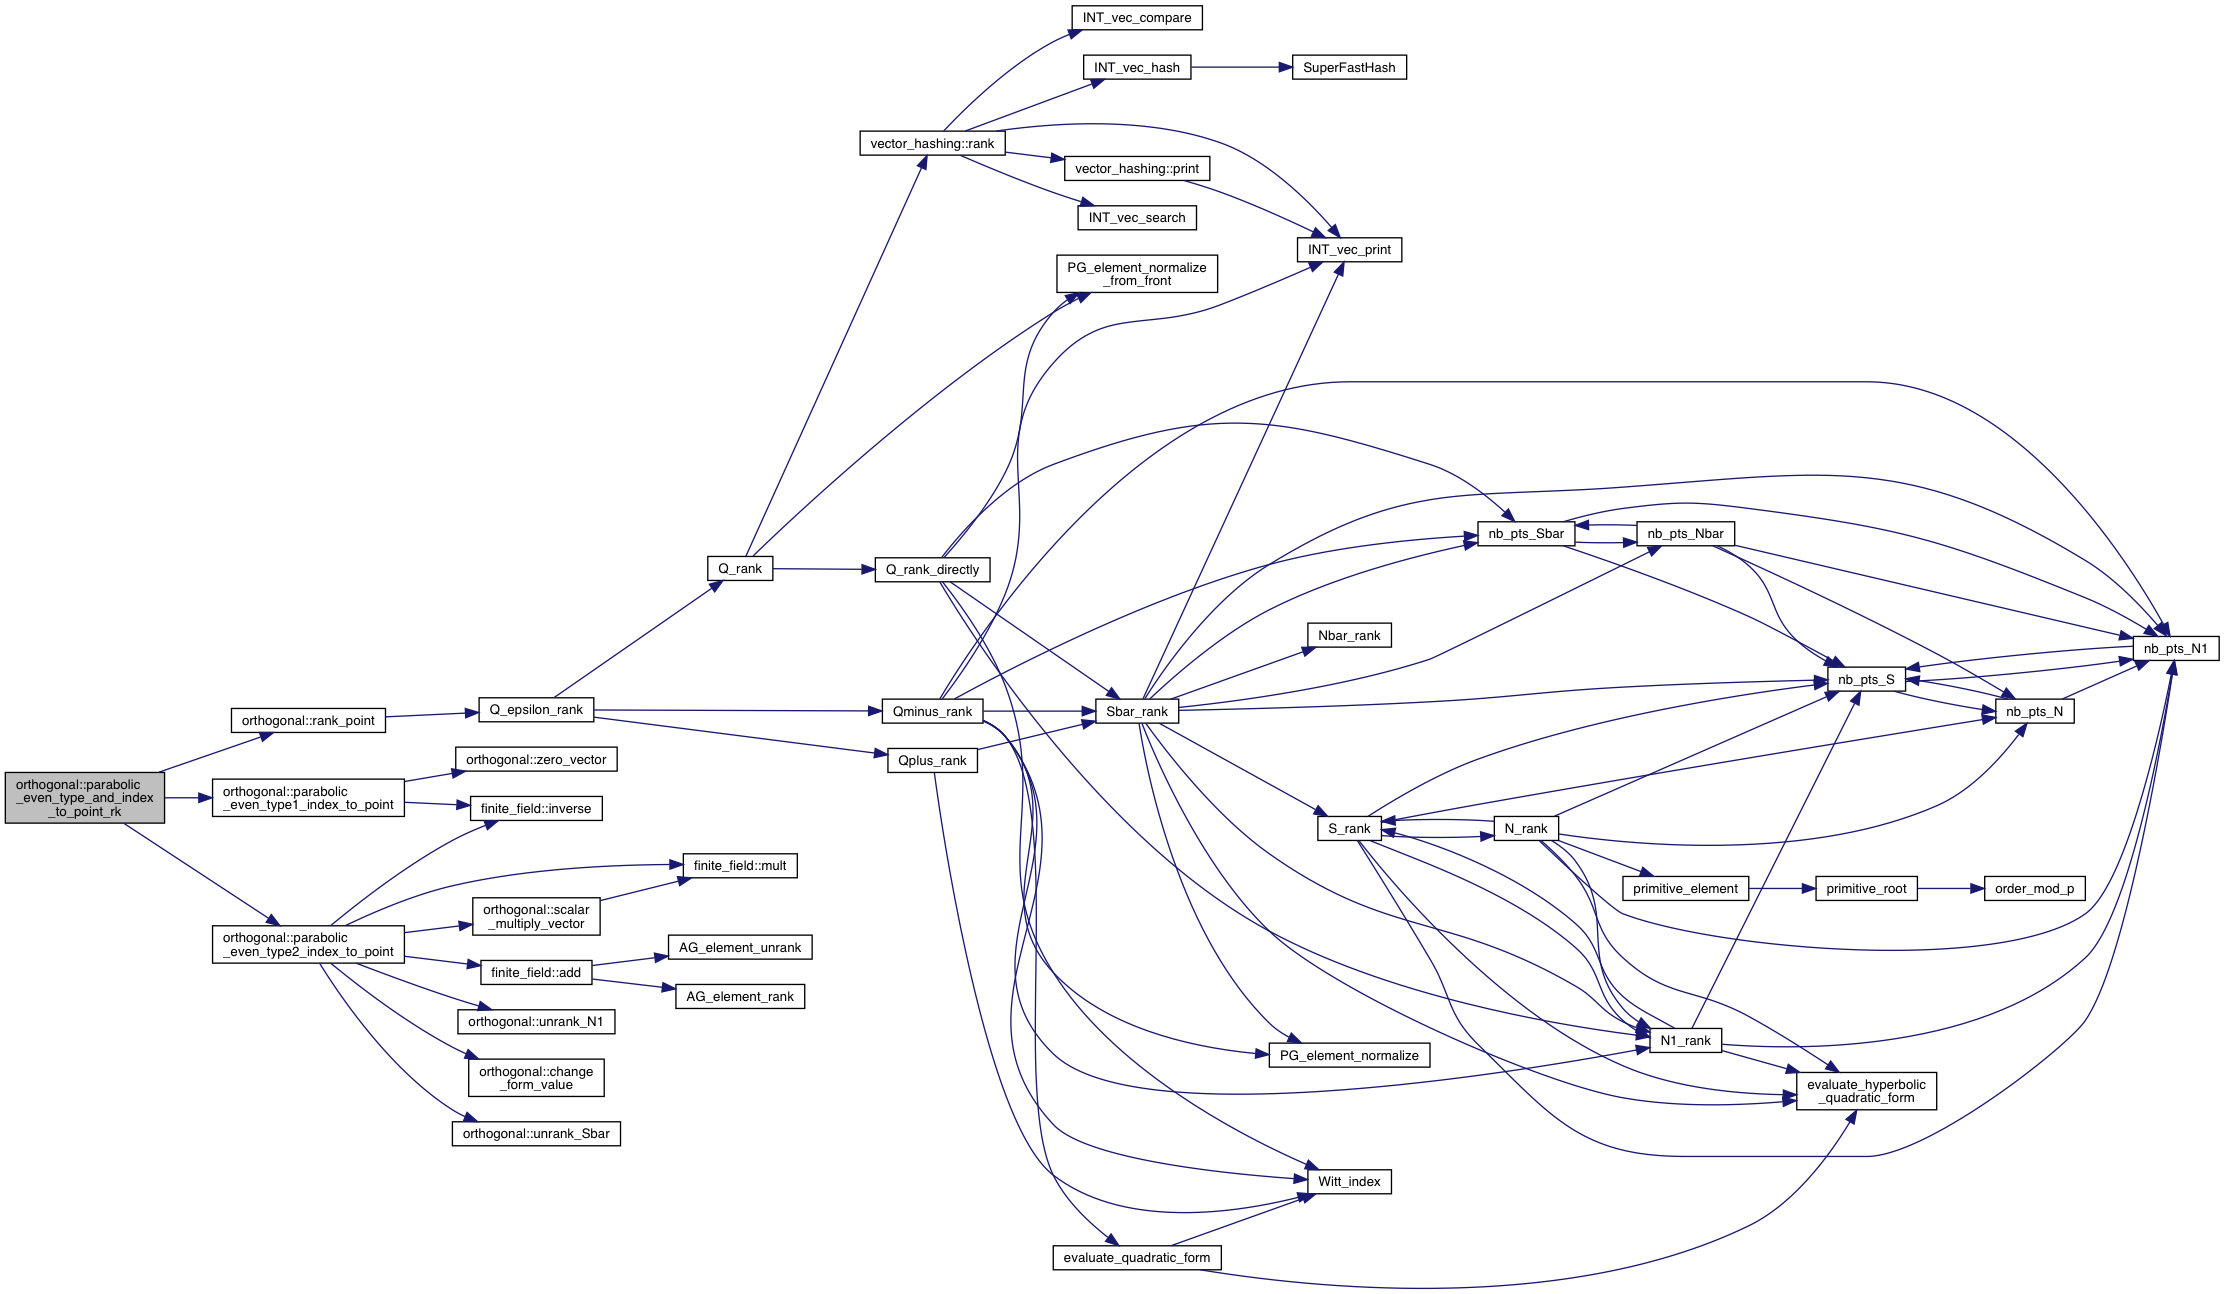 INT_vec_compare
INT_vec_hash
SuperFastHash
vector_hashing::rank
vector_hashing::print
INT_vec_search
INT_vec_print
PG_element_normalize
_from_front
nb_pts_Sbar
nb_pts_Nbar
Q_rank
Q_rank_directly
Nbar_rank
nb_pts_N1
nb_pts_S
Q_epsilon_rank
Qminus_rank
Sbar_rank
nb_pts_N
orthogonal::rank_point
orthogonal::zero_vector
Qplus_rank
orthogonal::parabolic
_even_type_and_index
_to_point_rk
orthogonal::parabolic
_even_type1_index_to_point
finite_field::inverse
S_rank
N_rank
finite_field::mult
primitive_element
primitive_root
order_mod_p
orthogonal::scalar
_multiply_vector
orthogonal::parabolic
_even_type2_index_to_point
AG_element_unrank
finite_field::add
AG_element_rank
orthogonal::unrank_N1
N1_rank
PG_element_normalize
orthogonal::change
_form_value
evaluate_hyperbolic
_quadratic_form
orthogonal::unrank_Sbar
Witt_index
evaluate_quadratic_form